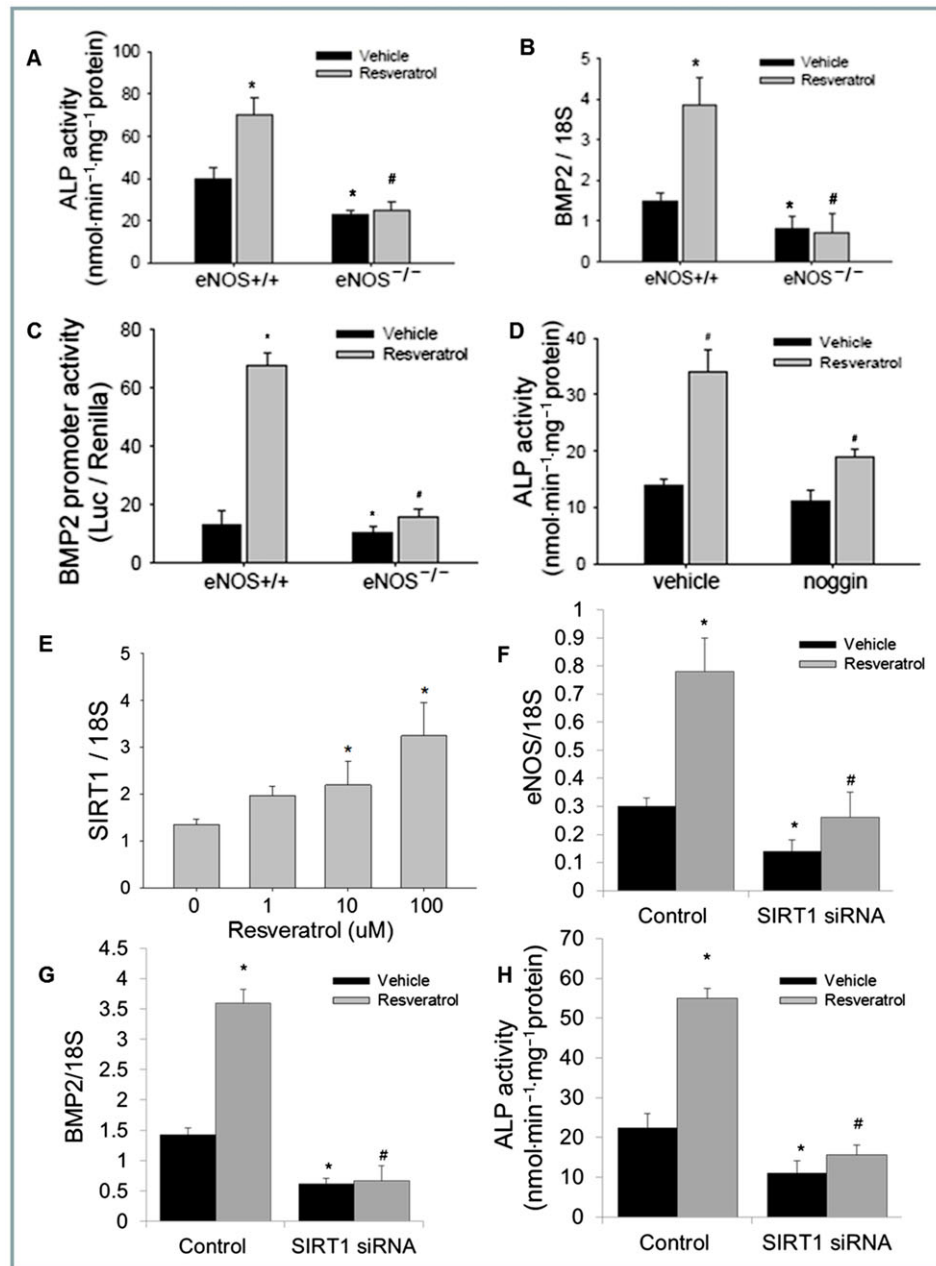 A
ALP activity
(nmol·min⁻¹·mg⁻¹ protein)
100
80
60
40
20
0
Vehicle
Resveratrol
*
*
#
eNOS+/+
eNOS−/−
B
BMP2 / 18S
5
4
3
2
1
0
Vehicle
Resveratrol
*
*
#
eNOS+/+
eNOS−/−
C
BMP2 promoter activity
(Luc / Renilla)
80
60
40
20
0
Vehicle
Resveratrol
*
*
#
eNOS+/+
eNOS−/−
D
ALP activity
(nmol·min⁻¹·mg⁻¹ protein)
40
30
20
10
0
Vehicle
Resveratrol
#
#
vehicle
noggin
E
SIRT1 / 18S
5
4
3
2
1
0
*
*
0
1
10
100
Resveratrol (uM)
F
eNOS/18S
1
0.9
0.8
0.7
0.6
0.5
0.4
0.3
0.2
0.1
0
Vehicle
Resveratrol
*
*
#
Control
SIRT1 siRNA
G
BMP2/18S
4.5
4
3.5
3
2.5
2
1.5
1
0.5
0
Vehicle
Resveratrol
*
*
#
Control
SIRT1 siRNA
H
ALP activity
(nmol·min⁻¹·mg⁻¹protein)
70
60
50
40
30
20
10
0
Vehicle
Resveratrol
*
*
#
Control
SIRT1 siRNA